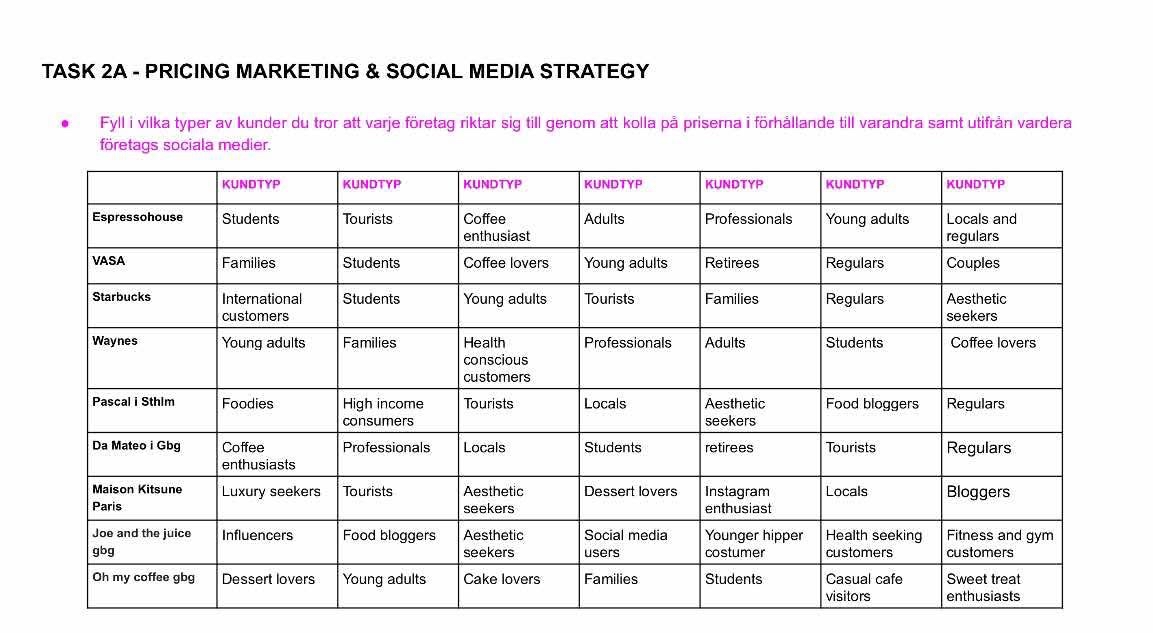 TASK 2A - PRICING MARKETING & SOCIAL MEDIA STRATEGY
● Fyll i vilka typer av kunder du tror att varje företag riktar sig till genom att kolla på priserna i förhållande till varandra samt utifrån vardera
företags sociala medier.
KUNDTYP KUNDTYP KUNDTYP KUNDTYP KUNDTYP KUNDTYP KUNDTYP
Espressohouse Students Tourists Coffee enthusiast Adults Professionals Young adults Locals and regulars
VASA Families Students Coffee lovers Young adults Retirees Regulars Couples
Starbucks International customers Students Young adults Tourists Families Regulars Aesthetic seekers
Waynes Young adults Families Health conscious customers Professionals Adults Students Coffee lovers
Pascal i Sthlm Foodies High income consumers Tourists Locals Aesthetic seekers Food bloggers Regulars
Da Mateo i Gbg Coffee enthusiasts Professionals Locals Students retirees Tourists Regulars
Maison Kitsune Paris Luxury seekers Tourists Aesthetic seekers Dessert lovers Instagram enthusiast Locals Bloggers
Joe and the juice gbg Influencers Food bloggers Aesthetic seekers Social media users Younger hipper costumer Health seeking customers Fitness and gym customers
Oh my coffee gbg Dessert lovers Young adults Cake lovers Families Students Casual cafe visitors Sweet treat enthusiasts